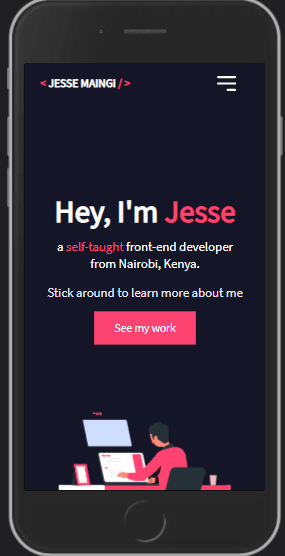 < JESSE MAINGI / >
Hey, I'm Jesse
a self-taught front-end developer
from Nairobi, Kenya.
Stick around to learn more about me
See my work